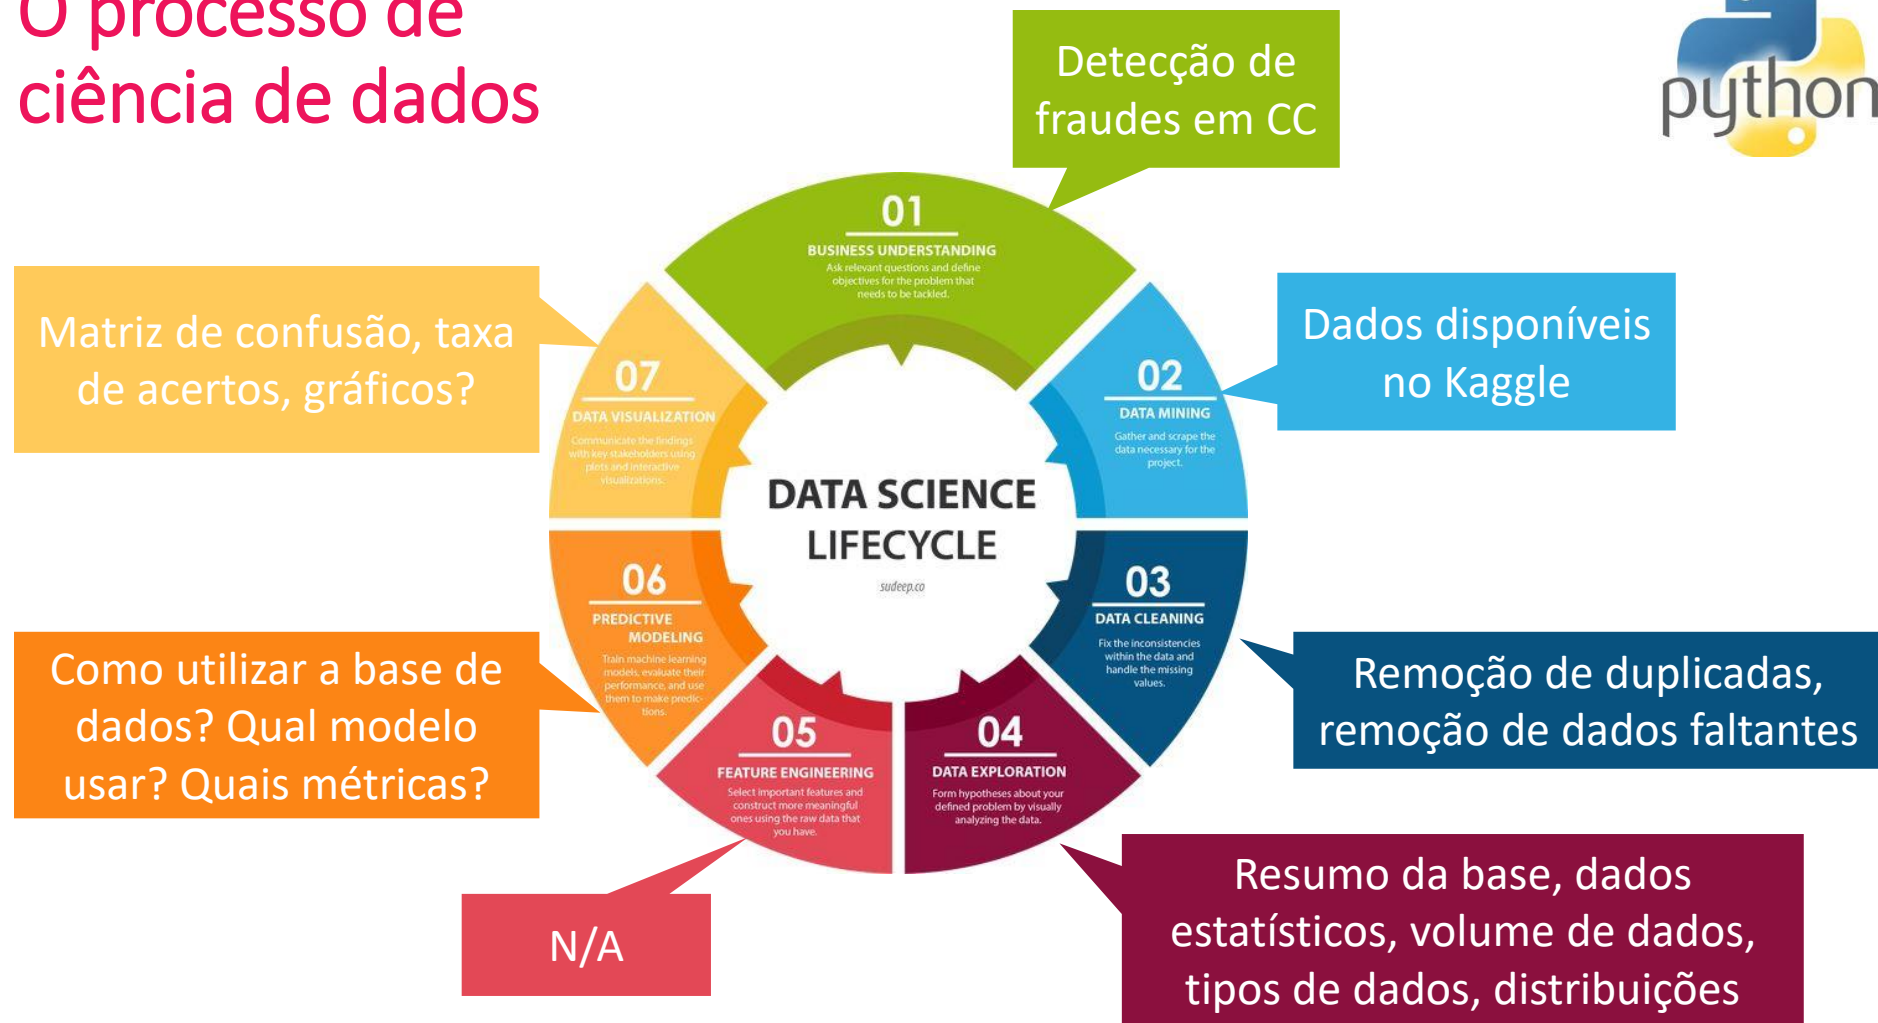 O processo de
ciência de dados
Detecção de
fraudes em CC
python
01
BUSINESS UNDERSTANDING
Ask relevant questions and define
objectives for the problem that
needs to be tackled.
Matriz de confusão, taxa
de acertos, gráficos?
Dados disponíveis
no Kaggle
07
DATA VISUALIZATION
Communicate the findings
with key stakeholders using
plots and interactive
visualizations.
02
DATA MINING
Gather and scrape the
data necessary for the
project.
DATA SCIENCE
LIFECYCLE
sudeep.co
06
PREDICTIVE
MODELING
Train machine learning
models, evaluate their
performance, and use
them to make predic-
tions.
03
DATA CLEANING
Fix the inconsistencies
within the data and
handle the missing
values.
Como utilizar a base de
dados? Qual modelo
usar? Quais métricas?
Remoção de duplicadas,
remoção de dados faltantes
05
FEATURE ENGINEERING
Select important features and
construct more meaningful
ones using the raw data that
you have.
04
DATA EXPLORATION
Form hypotheses about your
defined problem by visually
analyzing the data.
N/A
Resumo da base, dados
estatísticos, volume de dados,
tipos de dados, distribuições